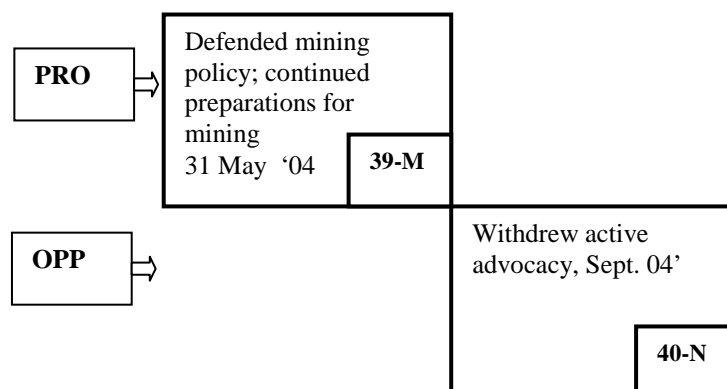 PRO
Defended mining
policy; continued
preparations for
mining
31 May ‘04
39-M
OPP
Withdrew active
advocacy, Sept. 04’
40-N